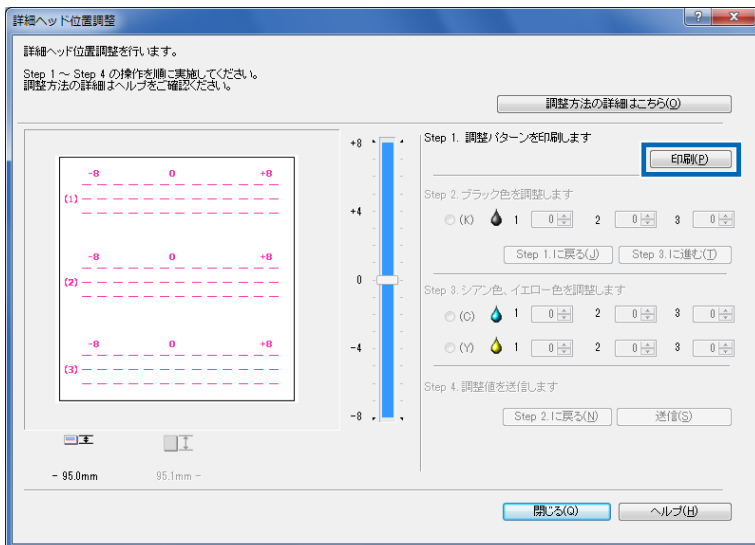 詳細ヘッド位置調整
詳細ヘッド位置調整を行います。
Step 1 ～ Step 4 の操作を順に実施してください。
調整方法の詳細はヘルプをご確認ください。
調整方法の詳細はこちら(O)
-8 0 +8
(1)
-8 0 +8
(2)
-8 0 +8
(3)
- 95.0mm
95.1mm -
+8
+4
0
-4
-8
Step 1. 調整パターンを印刷します
印刷(P)
Step 2. ブラック色を調整します
(K) 1 0 2 0 3 0
Step 1.に戻る(J) Step 3.に進む(T)
Step 3. シアン色、イエロー色を調整します
(C) 1 0 2 0 3 0
(Y) 1 0 2 0 3 0
Step 4. 調整値を送信します
Step 2.に戻る(N) 送信(S)
閉じる(Q) ヘルプ(H)